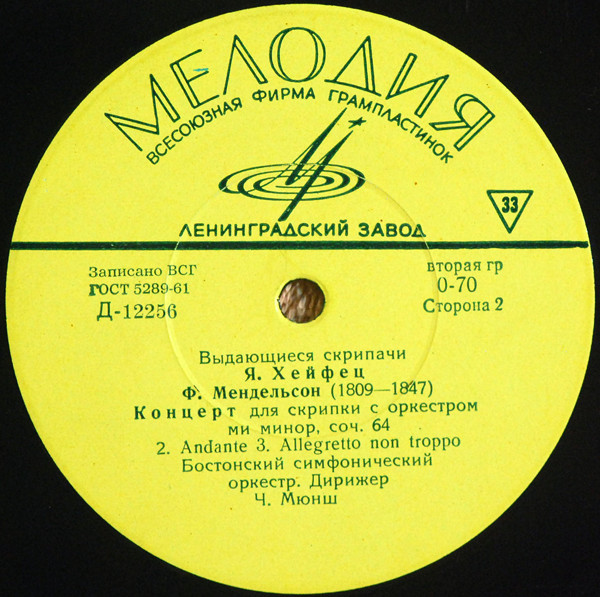 МЕЛОДИЯ
ВСЕСОЮЗНАЯ ФИРМА ГРАМПЛАСТИНОК
33
ЛЕНИНГРАДСКИЙ ЗАВОД
Записано ВСГ
ГОСТ 5289-61
Д-12256
вторая гр
0-70
Сторона 2
Выдающиеся скрипачи
Я. Хейфец
Ф. Мендельсон (1809—1847)
Концерт для скрипки с оркестром
ми минор, соч. 64
2. Andante 3. Allegretto non troppo
Бостонский симфонический
оркестр. Дирижер
Ч. Мюнш